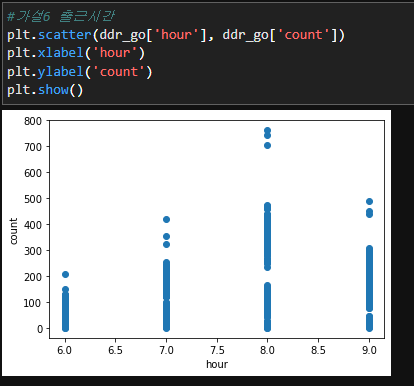 #가설6 출근시간
plt.scatter(ddr_go['hour'], ddr_go['count'])
plt.xlabel('hour')
plt.ylabel('count')
plt.show()
800
700
600
500
400
300
200
100
0
count
6.0 6.5 7.0 7.5 8.0 8.5 9.0
hour